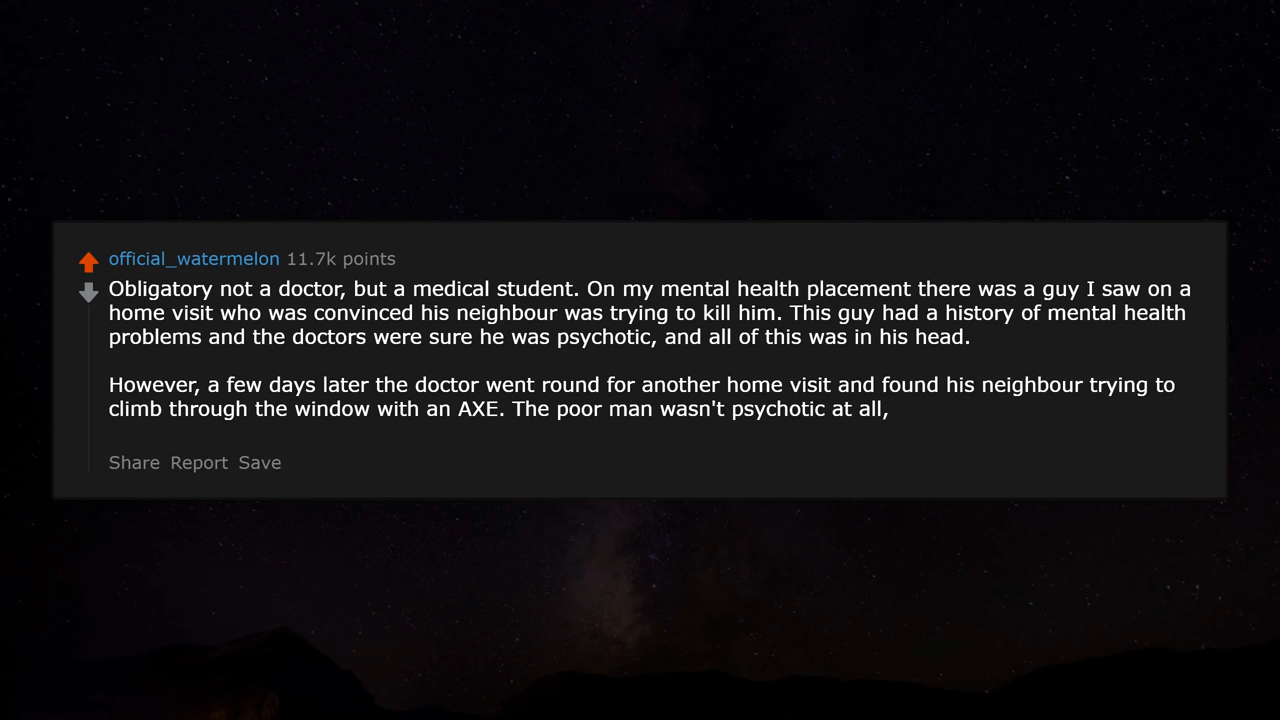 official_watermelon 11.7k points
Obligatory not a doctor, but a medical student. On my mental health placement there was a guy I saw on a
home visit who was convinced his neighbour was trying to kill him. This guy had a history of mental health
problems and the doctors were sure he was psychotic, and all of this was in his head.
However, a few days later the doctor went round for another home visit and found his neighbour trying to
climb through the window with an AXE. The poor man wasn't psychotic at all,
Share Report Save